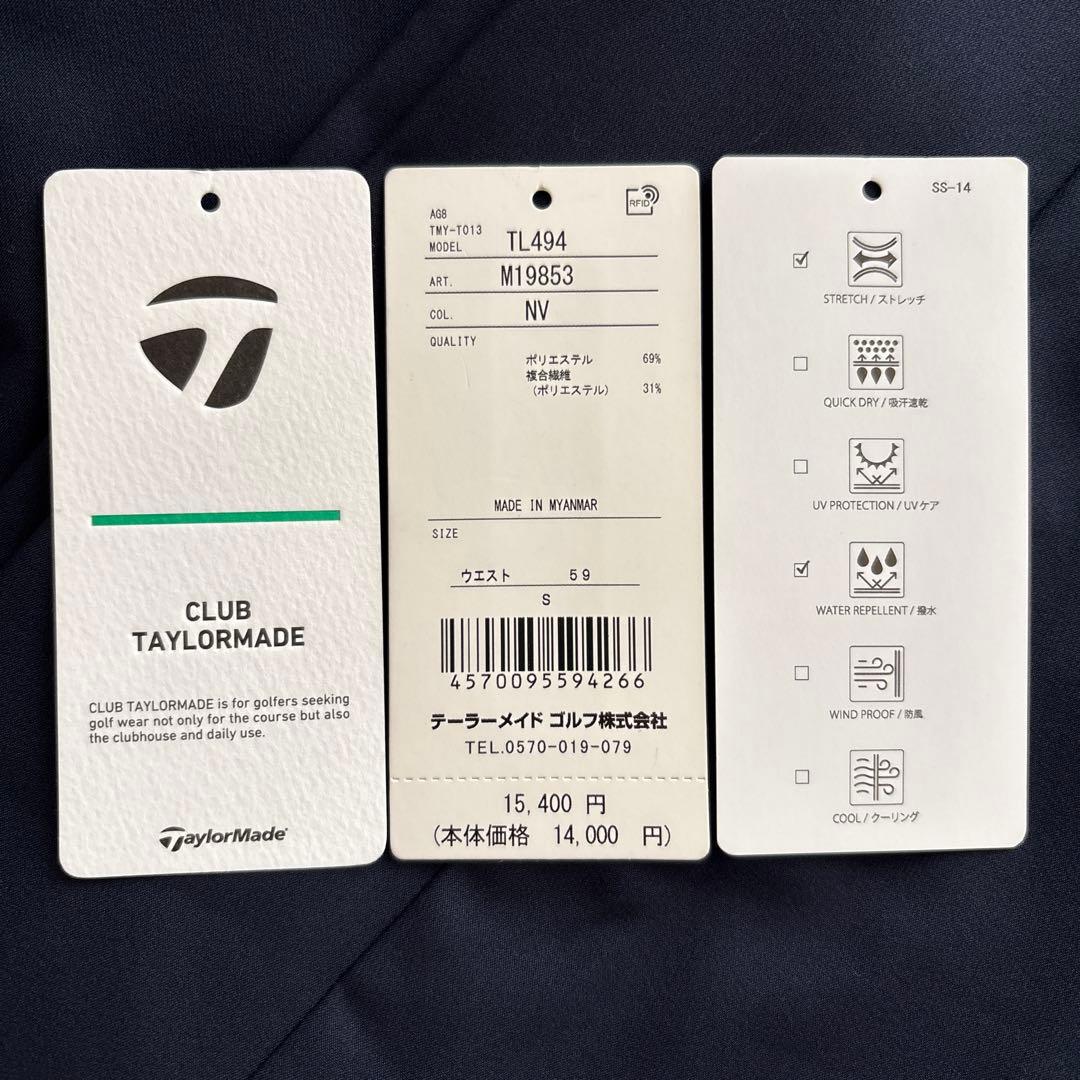 CLUB
TAYLORMADE
CLUB TAYLORMADE is for golfers seeking
golf wear not only for the course but also
the clubhouse and daily use.
TaylorMade
RFID
AG8
TMY-T013
MODEL TL494
ART. M19853
COL. NV
QUALITY
ポリエステル 69%
複合繊維
(ポリエステル) 31%
MADE IN MYANMAR
SIZE
ウエスト 59
S
4570095594266
テーラーメイド ゴルフ株式会社
TEL.0570-019-079
15,400 円
(本体価格 14,000 円)
SS-14
STRETCH / ストレッチ
QUICK DRY / 吸汗速乾
UV PROTECTION / UVケア
WATER REPELLENT / 撥水
WIND PROOF / 防風
COOL / クーリング